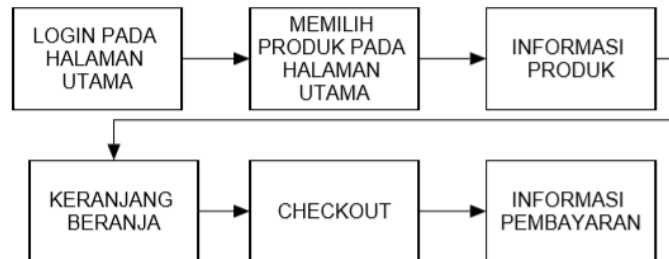 LOGIN PADA
HALAMAN
UTAMA
MEMILIH
PRODUK PADA
HALAMAN
UTAMA
INFORMASI
PRODUK
KERANJANG
BERANJA
CHECKOUT
INFORMASI
PEMBAYARAN